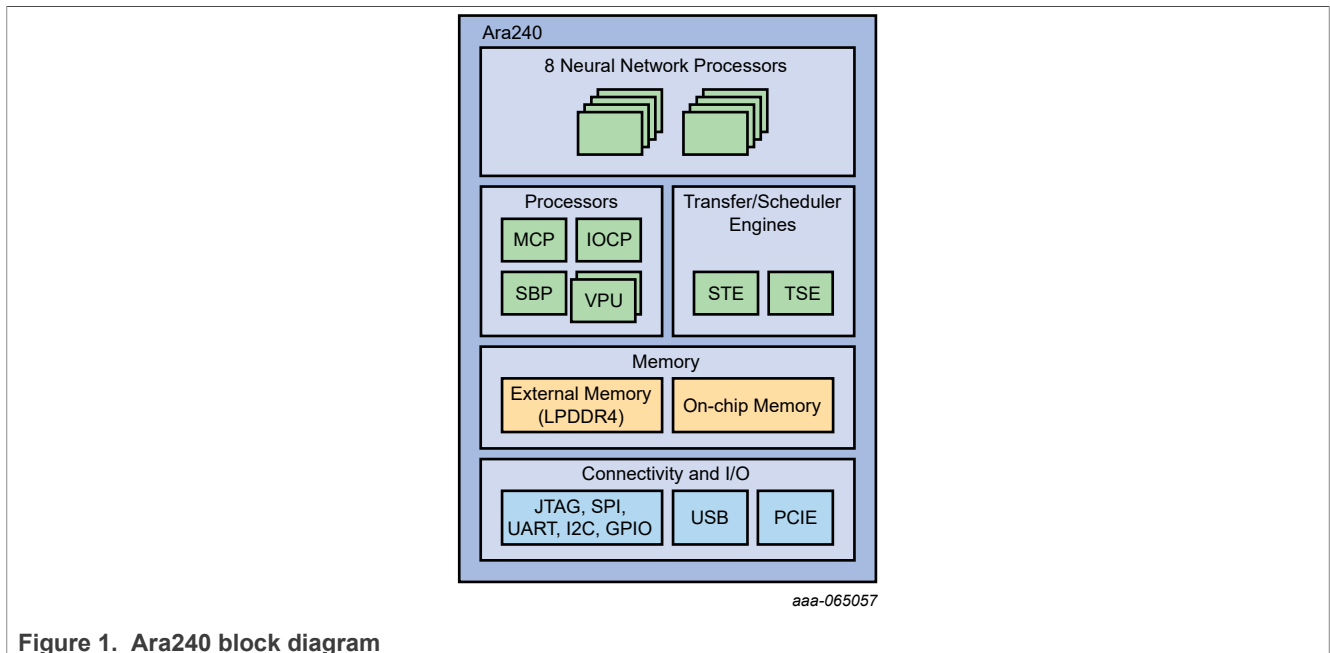 Ara240
8 Neural Network Processors
Processors
MCP
IOCP
SBP
VPU
Transfer/Scheduler
Engines
STE
TSE
Memory
External Memory
(LPDDR4)
On-chip Memory
Connectivity and I/O
JTAG, SPI,
UART, I2C, GPIO
USB
PCIE
aaa-065057
Figure 1. Ara240 block diagram